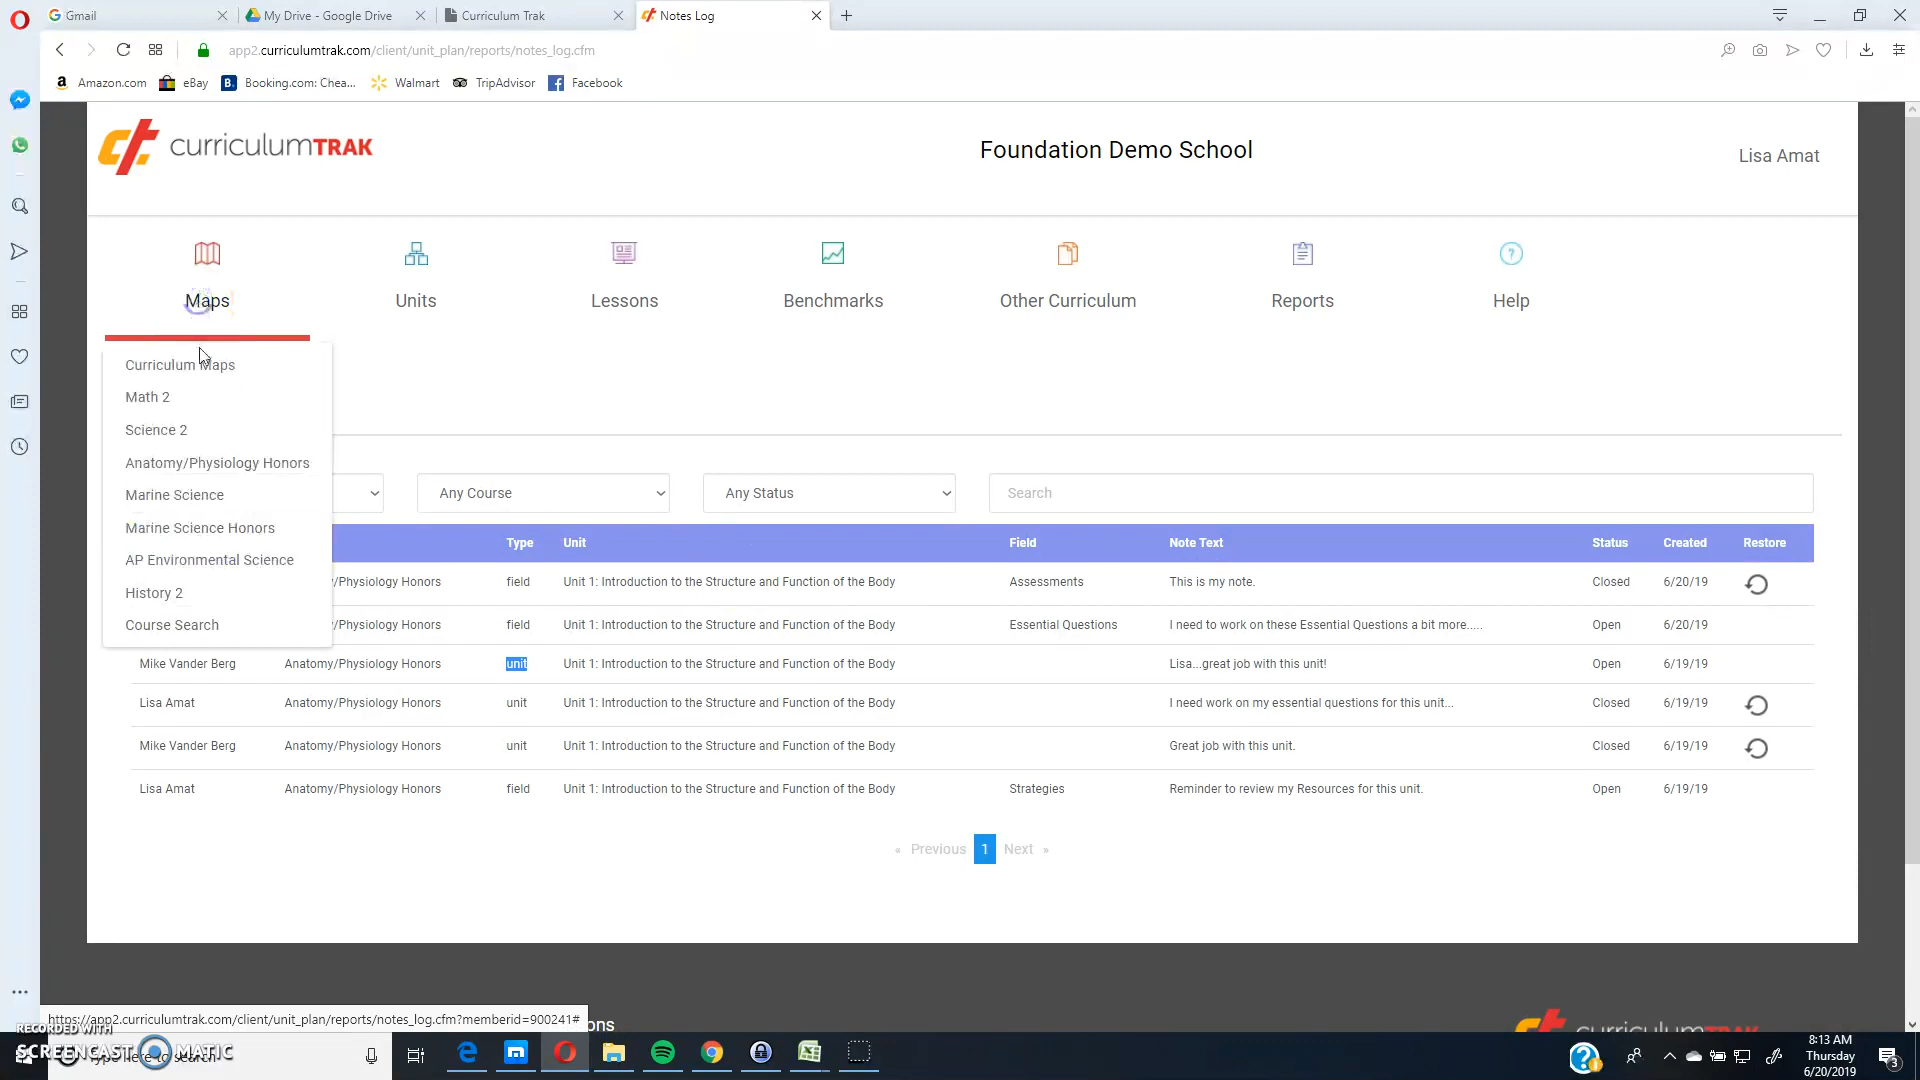 Gmail
My Drive - Google Drive
Curriculum Trak
Notes Log
app2.curriculumtrak.com/client/unit_plan/reports/notes_log.cfm
Amazon.com
eBay
Booking.com: Chea...
Walmart
TripAdvisor
Facebook
curriculumTRAK
Foundation Demo School
Lisa Amat
Maps
Units
Lessons
Benchmarks
Other Curriculum
Reports
Help
Curriculum Maps
Math 2
Science 2
Anatomy/Physiology Honors
Marine Science
Marine Science Honors
AP Environmental Science
History 2
Course Search
Any Course
Any Status
Search
Type Unit Field Note Text Status Created Restore
/Physiology Honors field Unit 1: Introduction to the Structure and Function of the Body Assessments This is my note. Closed 6/20/19
/Physiology Honors field Unit 1: Introduction to the Structure and Function of the Body Essential Questions I need to work on these Essential Questions a bit more..... Open 6/20/19
Mike Vander Berg Anatomy/Physiology Honors unit Unit 1: Introduction to the Structure and Function of the Body Lisa...great job with this unit! Open 6/19/19
Lisa Amat Anatomy/Physiology Honors unit Unit 1: Introduction to the Structure and Function of the Body I need work on my essential questions for this unit... Closed 6/19/19
Mike Vander Berg Anatomy/Physiology Honors unit Unit 1: Introduction to the Structure and Function of the Body Great job with this unit. Closed 6/19/19
Lisa Amat Anatomy/Physiology Honors field Unit 1: Introduction to the Structure and Function of the Body Strategies Reminder to review my Resources for this unit. Open 6/19/19
« Previous 1 Next »
https://app2.curriculumtrak.com/client/unit_plan/reports/notes_log.cfm?memberid=900241#
ons
curriculumTRAK
RECORDED WITH
SCREENCAST MATIC
Type here to search
8:13 AM
Thursday
6/20/2019
3